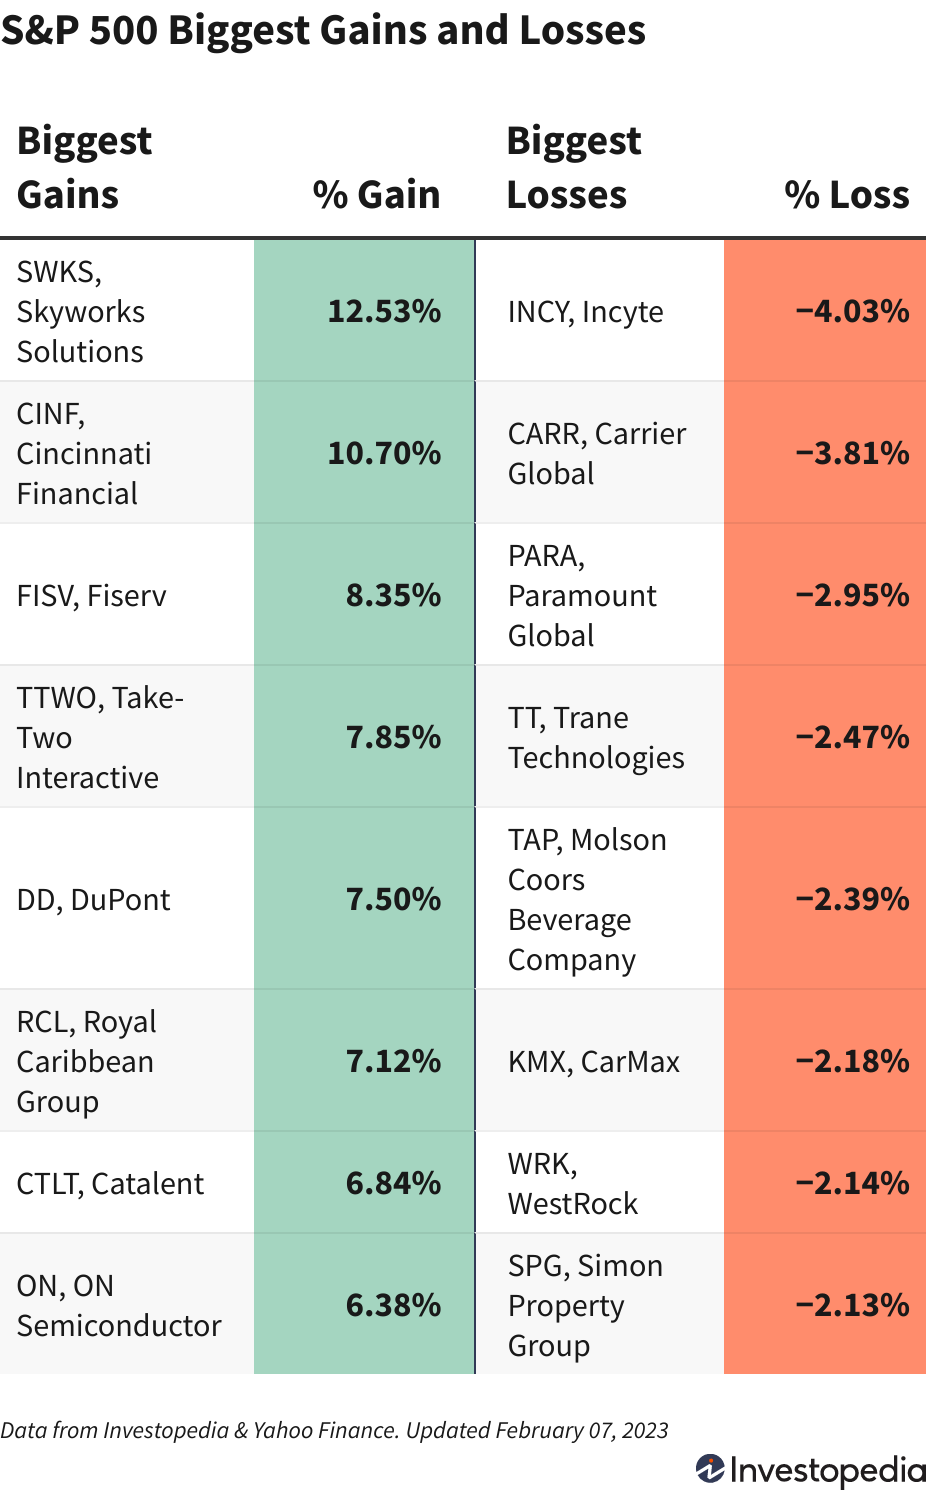 S&P 500 Biggest Gains and Losses
Biggest
Gains
% Gain
Biggest
Losses
% Loss
SWKS,
Skyworks
Solutions
12.53%
INCY, Incyte
−4.03%
CINF,
Cincinnati
Financial
10.70%
CARR, Carrier
Global
−3.81%
FISV, Fiserv
8.35%
PARA,
Paramount
Global
−2.95%
TTWO, Take-
Two
Interactive
7.85%
TT, Trane
Technologies
−2.47%
DD, DuPont
7.50%
TAP, Molson
Coors
Beverage
Company
−2.39%
RCL, Royal
Caribbean
Group
7.12%
KMX, CarMax
−2.18%
CTLT, Catalent
6.84%
WRK,
WestRock
−2.14%
ON, ON
Semiconductor
6.38%
SPG, Simon
Property
Group
−2.13%
Data from Investopedia & Yahoo Finance. Updated February 07, 2023
Investopedia